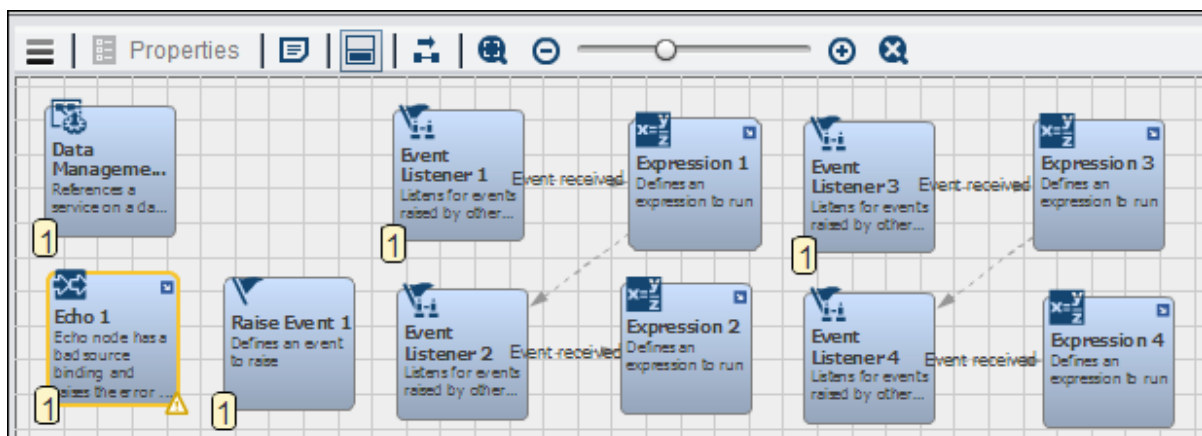 Properties
Data
Manageme...
References a
service on a da...
1
Event
Listener 1
Listens for events
raised by other...
1
Event received
x=y/z
Expression 1
Defines an
expression to run
Event
Listener 3
Listens for events
raised by other...
1
Event received
x=y/z
Expression 3
Defines an
expression to run
Echo 1
Echo node has a
bad source
binding and
raises the error ...
1
Raise Event 1
Defines an event
to raise
1
Event
Listener 2
Listens for events
raised by other...
Event received
x=y/z
Expression 2
Defines an
expression to run
Event
Listener 4
Listens for events
raised by other...
Event received
x=y/z
Expression 4
Defines an
expression to run